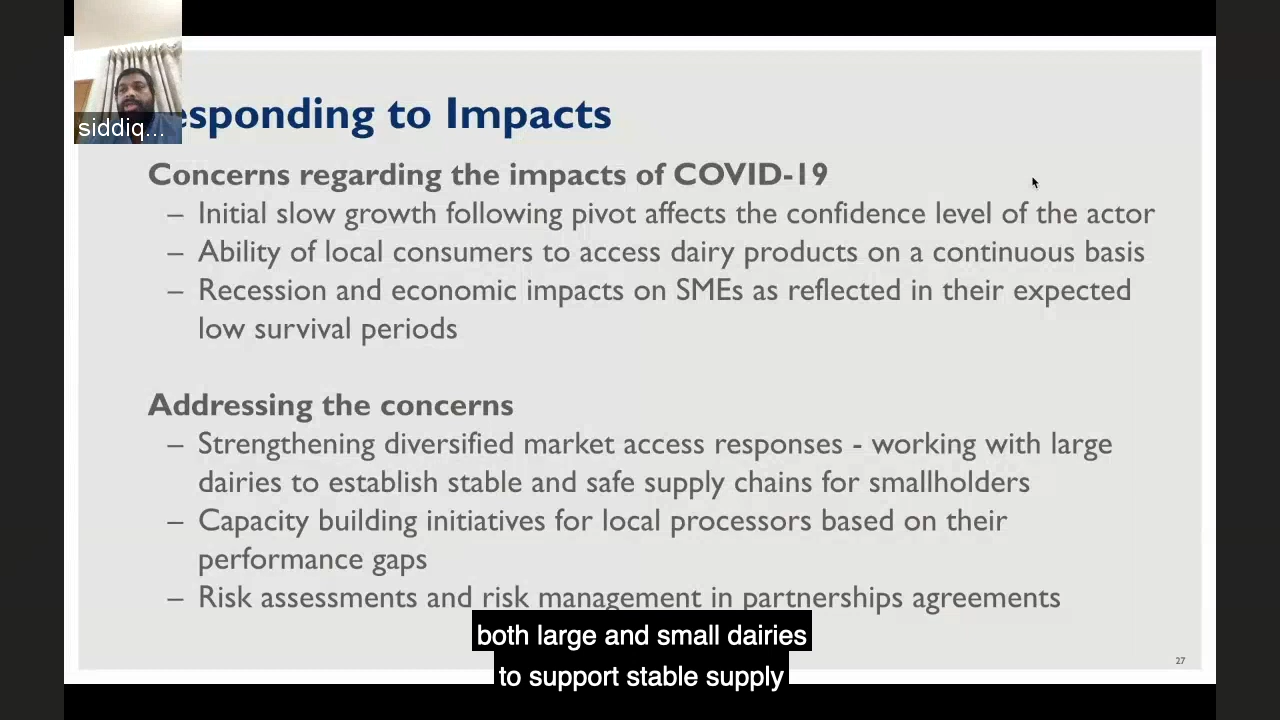 siddiq...
esponding to Impacts
Concerns regarding the impacts of COVID-19
– Initial slow growth following pivot affects the confidence level of the actor
– Ability of local consumers to access dairy products on a continuous basis
– Recession and economic impacts on SMEs as reflected in their expected
low survival periods
Addressing the concerns
– Strengthening diversified market access responses - working with large
dairies to establish stable and safe supply chains for smallholders
– Capacity building initiatives for local processors based on their
performance gaps
– Risk assessments and risk management in partnerships agreements
both large and small dairies
to support stable supply
27